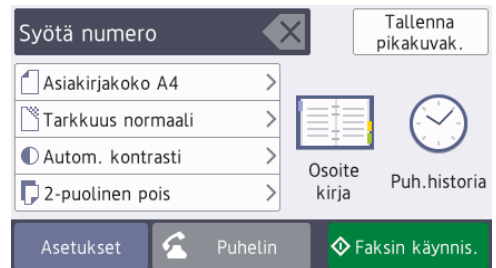 Syötä numero
Tallenna
pikakuvak.
Asiakirjakoko A4
Tarkkuus normaali
Autom. kontrasti
2-puolinen pois
Osoite
kirja
Puh.historia
Asetukset
Puhelin
Faksin käynnis.